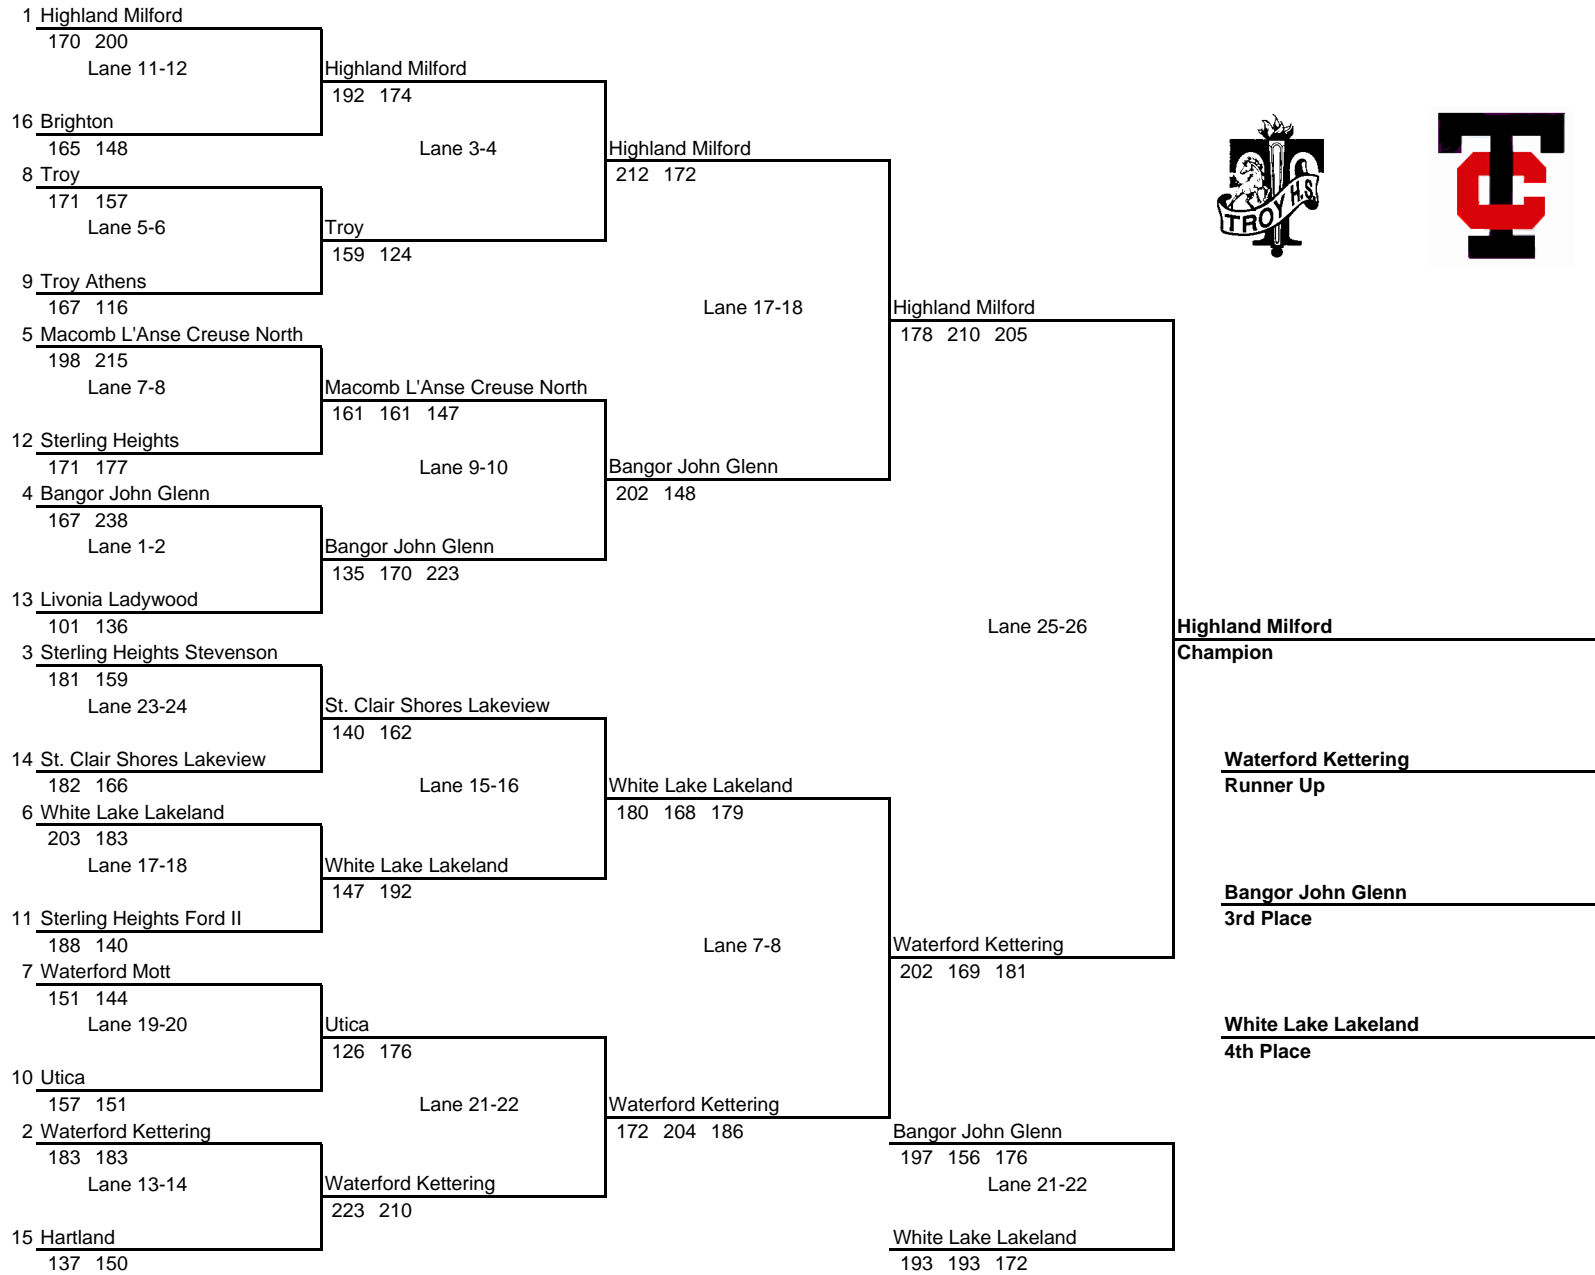 1 Highland Milford
170 200
Lane 11-12
Highland Milford
192 174
16 Brighton
165 148
Lane 3-4
Highland Milford
212 172
8 Troy
171 157
Lane 5-6
Troy
159 124
9 Troy Athens
167 116
Lane 17-18
Highland Milford
178 210 205
5 Macomb L'Anse Creuse North
198 215
Lane 7-8
Macomb L'Anse Creuse North
161 161 147
12 Sterling Heights
171 177
Lane 9-10
Bangor John Glenn
202 148
4 Bangor John Glenn
167 238
Lane 1-2
Bangor John Glenn
135 170 223
13 Livonia Ladywood
101 136
Lane 25-26
Highland Milford
Champion
3 Sterling Heights Stevenson
181 159
Lane 23-24
St. Clair Shores Lakeview
140 162
14 St. Clair Shores Lakeview
182 166
Lane 15-16
White Lake Lakeland
180 168 179
6 White Lake Lakeland
203 183
Lane 17-18
White Lake Lakeland
147 192
11 Sterling Heights Ford II
188 140
Lane 7-8
Waterford Kettering
202 169 181
7 Waterford Mott
151 144
Lane 19-20
Utica
126 176
10 Utica
157 151
Lane 21-22
Waterford Kettering
172 204 186
2 Waterford Kettering
183 183
Lane 13-14
Waterford Kettering
223 210
15 Hartland
137 150
Bangor John Glenn
197 156 176
Lane 21-22
White Lake Lakeland
193 193 172
Waterford Kettering
Runner Up
Bangor John Glenn
3rd Place
White Lake Lakeland
4th Place
T
TROY H.S.
TC